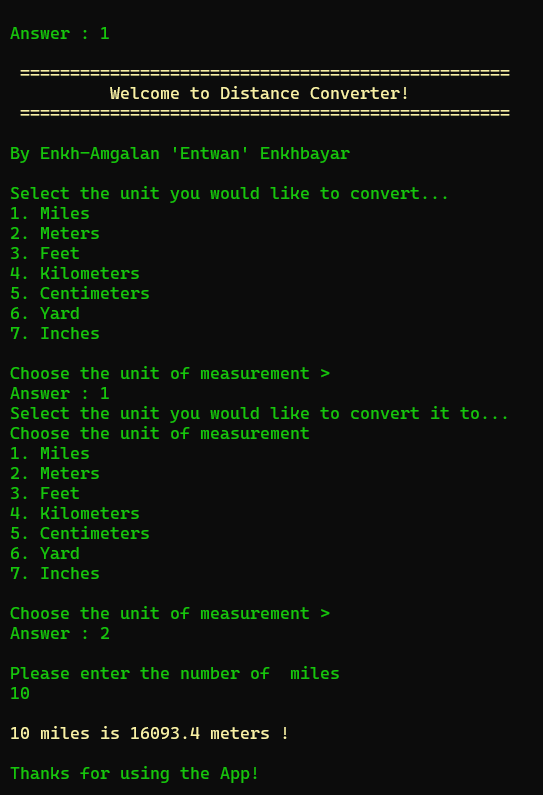 Answer : 1
=================================================
Welcome to Distance Converter!
=================================================
By Enkh-Amgalan 'Entwan' Enkhbayar
Select the unit you would like to convert...
1. Miles
2. Meters
3. Feet
4. Kilometers
5. Centimeters
6. Yard
7. Inches
Choose the unit of measurement >
Answer : 1
Select the unit you would like to convert it to...
Choose the unit of measurement
1. Miles
2. Meters
3. Feet
4. Kilometers
5. Centimeters
6. Yard
7. Inches
Choose the unit of measurement >
Answer : 2
Please enter the number of  miles
10
10 miles is 16093.4 meters !
Thanks for using the App!